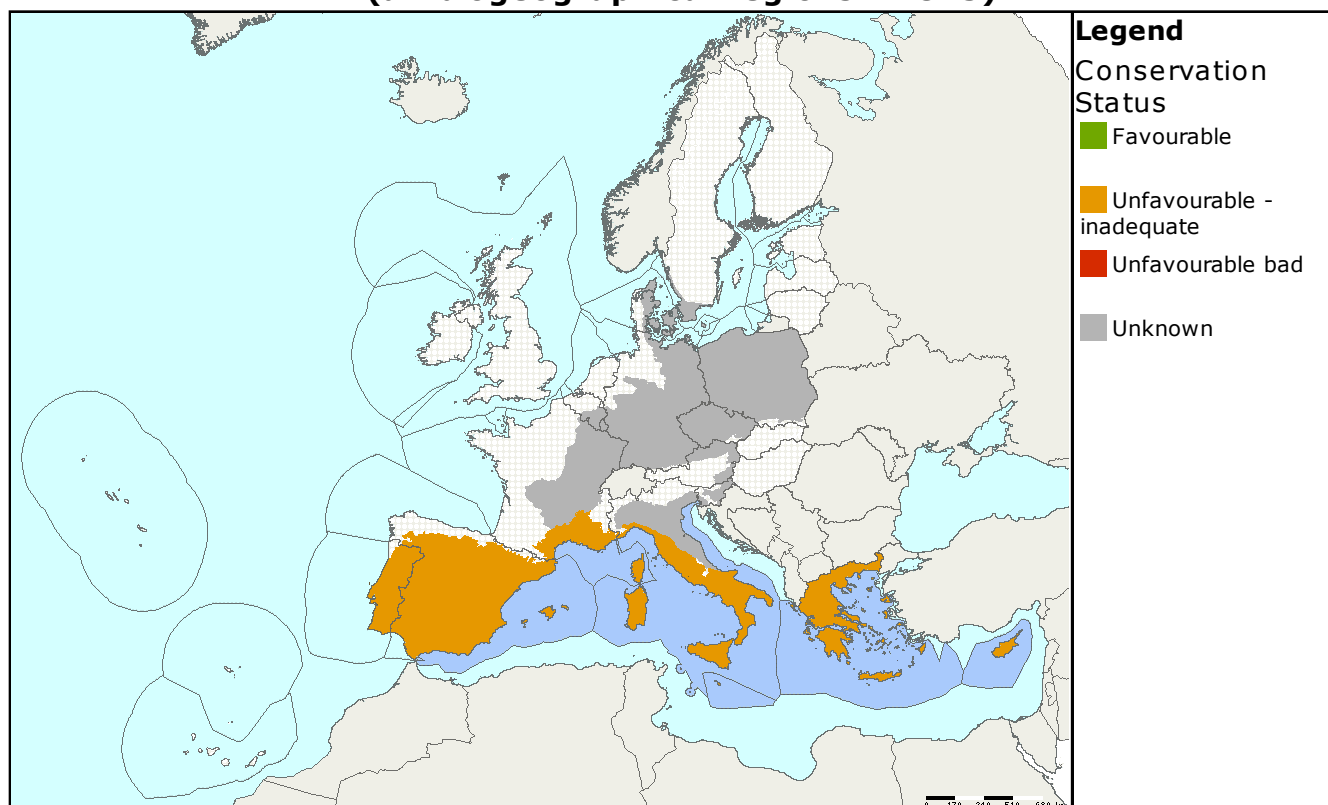 Legend
Conservation
Status
Favourable
Unfavourable -
inadequate
Unfavourable bad
Unknown